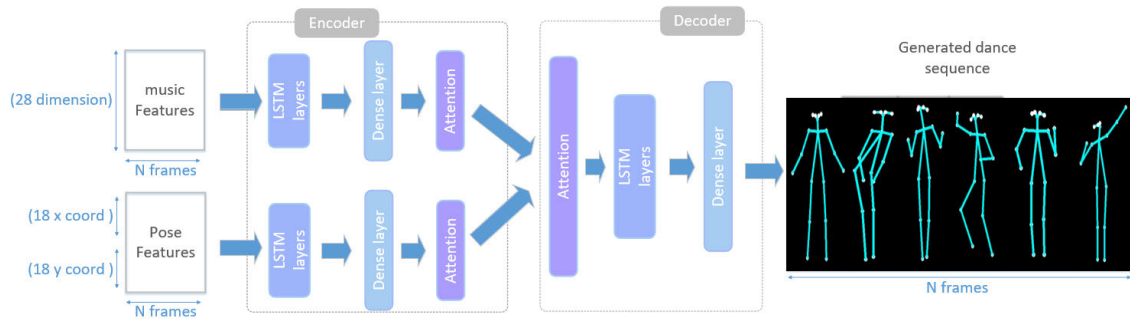 Encoder
Decoder
(28 dimension)
music
Features
N frames
LSTM
layers
Dense layer
Attention
(18 x coord )
(18 y coord )
Pose
Features
N frames
LSTM
layers
Dense layer
Attention
Attention
LSTM
layers
Dense layer
Generated dance
sequence
N frames